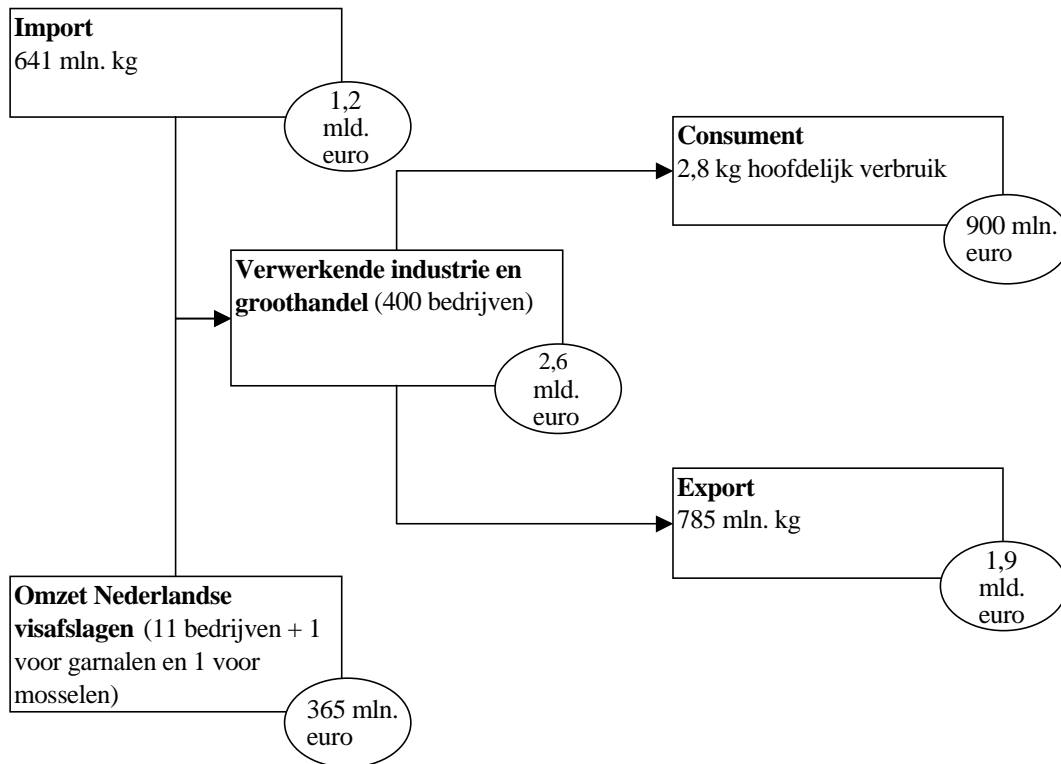 Import
641 mln. kg
1,2
mld.
euro
Consument
2,8 kg hoofdelijk verbruik
900 mln.
euro
Verwerkende industrie en
groothandel (400 bedrijven)
2,6
mld.
euro
Export
785 mln. kg
1,9
mld.
euro
Omzet Nederlandse
visafslagen (11 bedrijven + 1
voor garnalen en 1 voor
mosselen)
365 mln.
euro